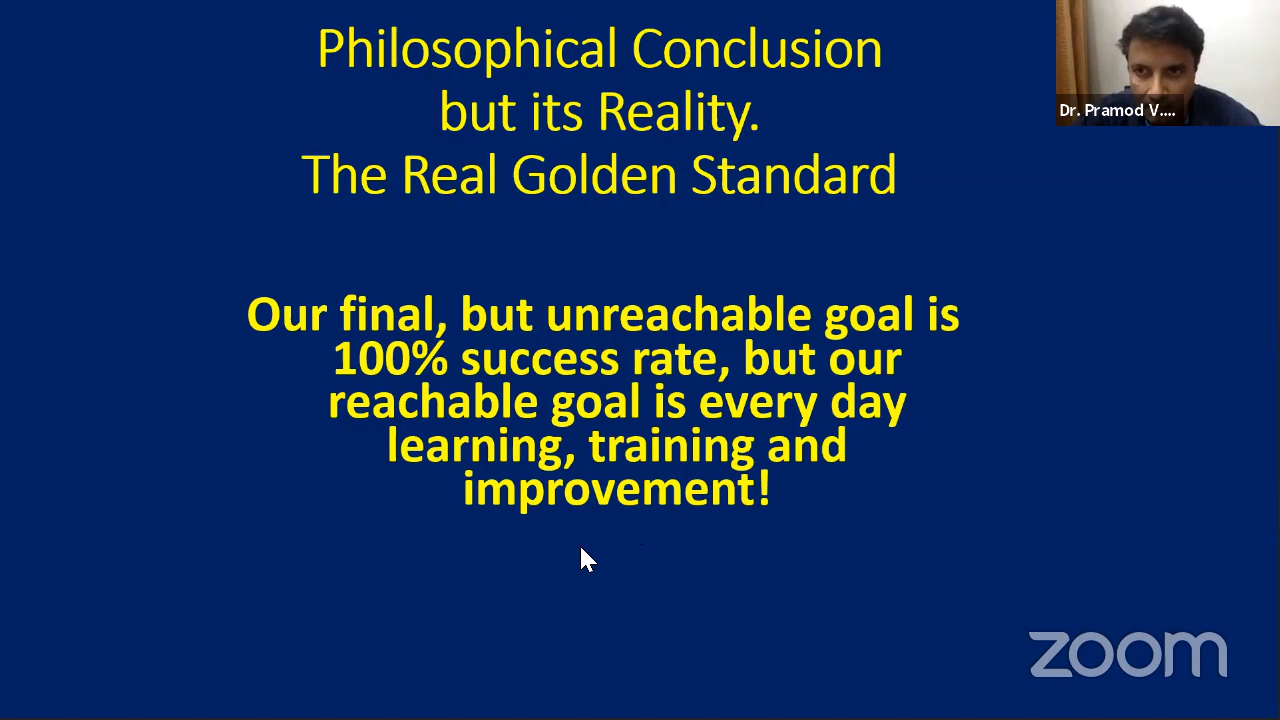 Philosophical Conclusion
but its Reality.
The Real Golden Standard
Dr. Pramod V....
Our final, but unreachable goal is
100% success rate, but our
reachable goal is every day
learning, training and
improvement!
zoom